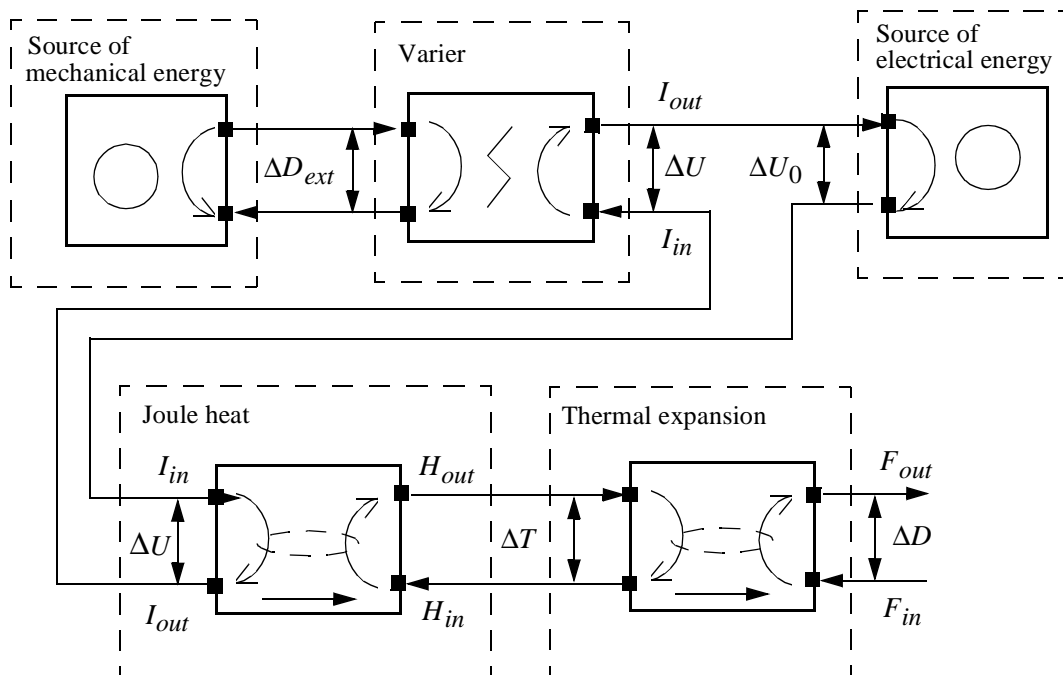 Source of
mechanical energy
Varier
Source of
electrical energy
I_out
ΔD_ext
ΔU
ΔU_0
I_in
Joule heat
Thermal expansion
I_in
H_out
F_out
ΔU
ΔT
ΔD
I_out
H_in
F_in